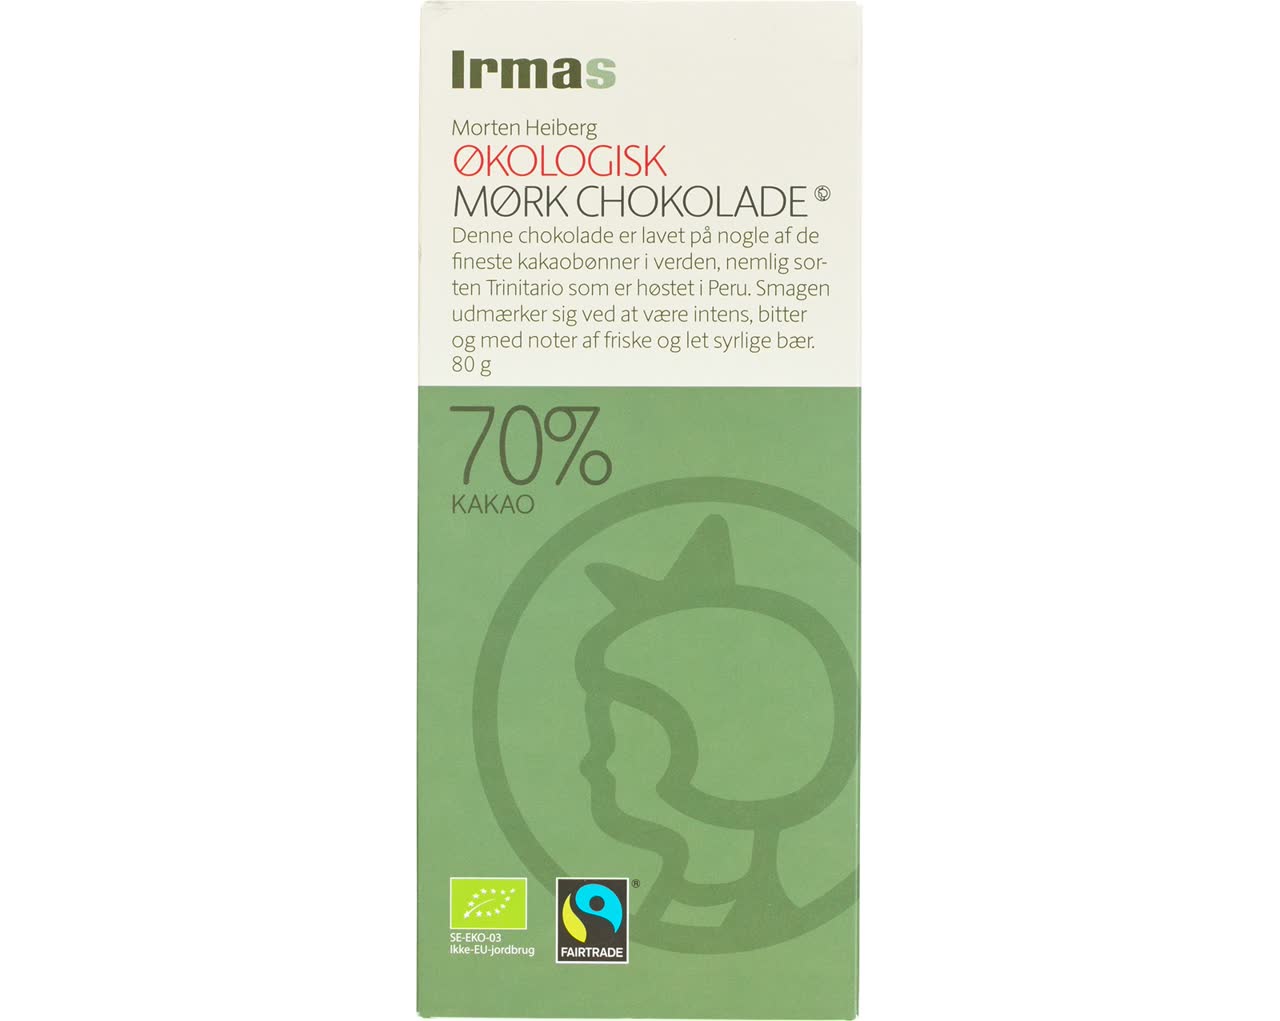 Irmas
Morten Heiberg
ØKOLOGISK
MØRK CHOKOLADE
Denne chokolade er lavet på nogle af de
fineste kakaobønner i verden, nemlig sor-
ten Trinitario som er høstet i Peru. Smagen
udmærker sig ved at være intens, bitter
og med noter af friske og let syrlige bær.
80 g
70%
KAKAO
SE-EKO-03
Ikke-EU-jordbrug
FAIRTRADE
®